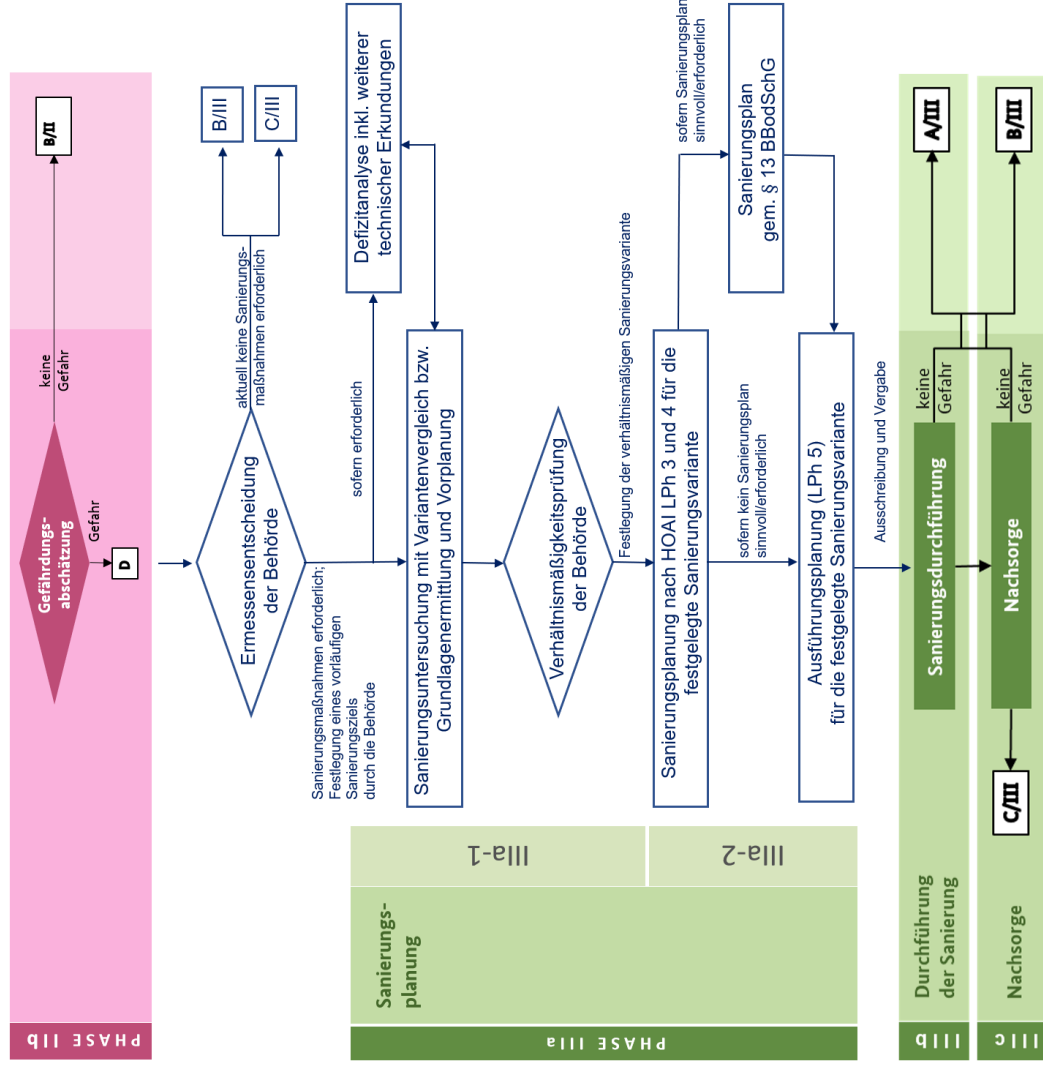 PHASE IIb
Gefährdungs-
abschätzung
keine
Gefahr
B/II
Gefahr
D
Ermessensentscheidung
der Behörde
aktuell keine Sanierungs-
maßnahmen erforderlich
B/III
C/III
Sanierungsmaßnahmen erforderlich;
Festlegung eines vorläufigen
Sanierungsziels
durch die Behörde
sofern erforderlich
Defizitanalyse inkl. weiterer
technischer Erkundungen
PHASE IIIa
Sanierungs-
planung
IIIa-1
Sanierungsuntersuchung mit Variantenvergleich bzw.
Grundlagenermittlung und Vorplanung
Verhältnismäßigkeitsprüfung
der Behörde
Festlegung der verhältnismäßigen Sanierungsvariante
IIIa-2
Sanierungsplanung nach HOAI LPh 3 und 4 für die
festgelegte Sanierungsvariante
sofern Sanierungsplan
sinnvoll/erforderlich
Sanierungsplan
gem. § 13 BBodSchG
sofern kein Sanierungsplan
sinnvoll/erforderlich
Ausführungsplanung (LPh 5)
für die festgelegte Sanierungsvariante
Ausschreibung und Vergabe
IIIb
Durchführung
der Sanierung
Sanierungsdurchführung
keine
Gefahr
A/III
IIIc
Nachsorge
C/III
Nachsorge
keine
Gefahr
B/III